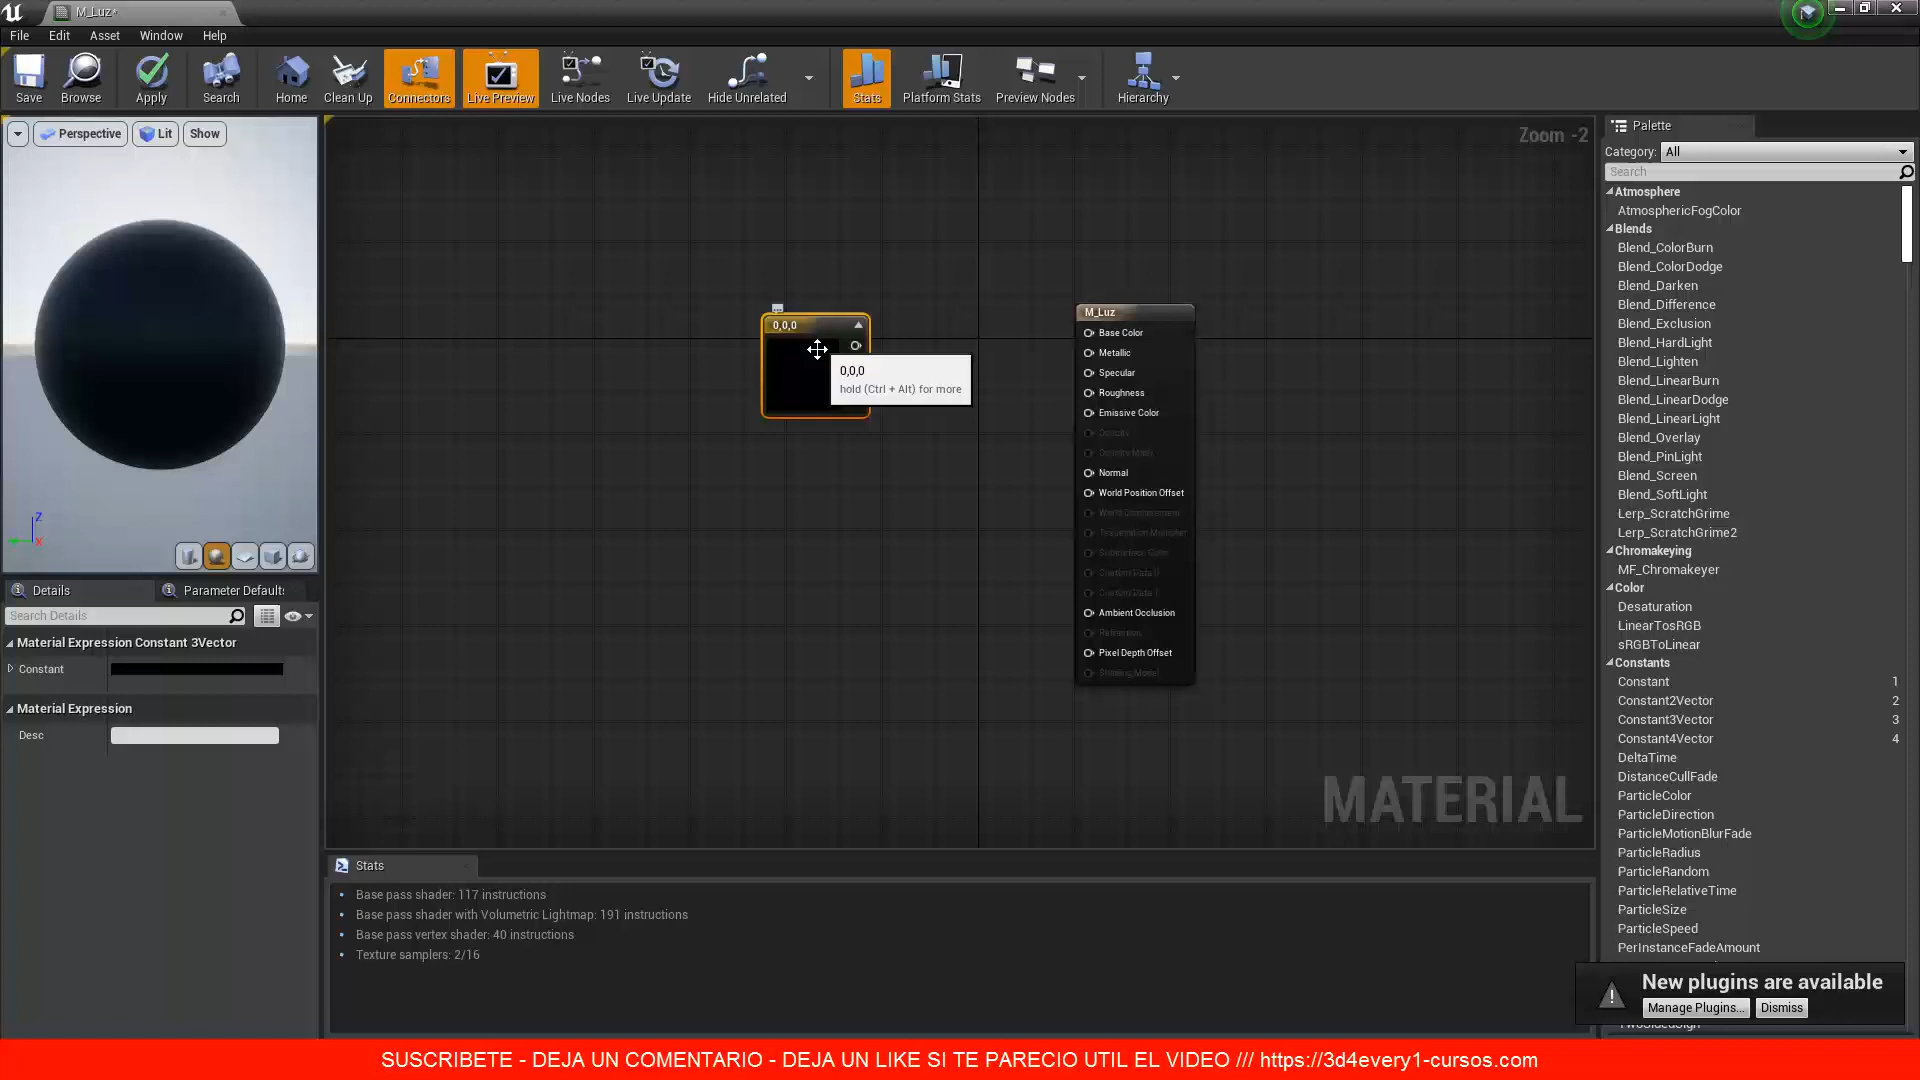 M_Luz*
File Edit Asset Window Help
Save Browse Apply Search Home Clean Up Connectors Live Preview Live Nodes Live Update Hide Unrelated Stats Platform Stats Preview Nodes Hierarchy
Perspective Lit Show
Z
X
Details Parameter Defaults
Search Details
Material Expression Constant 3Vector
Constant
Material Expression
Desc
Zoom -2
0,0,0
0,0,0
hold (Ctrl + Alt) for more
M_Luz
Base Color
Metallic
Specular
Roughness
Emissive Color
Opacity
Opacity Mask
Normal
World Position Offset
World Displacement
Tessellation Multiplier
Subsurface Color
Custom Data 0
Custom Data 1
Ambient Occlusion
Refraction
Pixel Depth Offset
Shading Model
MATERIAL
Stats
Base pass shader: 117 instructions
Base pass shader with Volumetric Lightmap: 191 instructions
Base pass vertex shader: 40 instructions
Texture samplers: 2/16
Palette
Category: All
Search
Atmosphere
AtmosphericFogColor
Blends
Blend_ColorBurn
Blend_ColorDodge
Blend_Darken
Blend_Difference
Blend_Exclusion
Blend_HardLight
Blend_Lighten
Blend_LinearBurn
Blend_LinearDodge
Blend_LinearLight
Blend_Overlay
Blend_PinLight
Blend_Screen
Blend_SoftLight
Lerp_ScratchGrime
Lerp_ScratchGrime2
Chromakeying
MF_Chromakeyer
Color
Desaturation
LinearTosRGB
sRGBToLinear
Constants
Constant 1
Constant2Vector 2
Constant3Vector 3
Constant4Vector 4
DeltaTime
DistanceCullFade
ParticleColor
ParticleDirection
ParticleMotionBlurFade
ParticleRadius
ParticleRandom
ParticleRelativeTime
ParticleSize
ParticleSpeed
PerInstanceFadeAmount
New plugins are available
Manage Plugins... Dismiss
TwoSidedSign
SUSCRIBETE - DEJA UN COMENTARIO - DEJA UN LIKE SI TE PARECIO UTIL EL VIDEO /// https://3d4every1-cursos.com